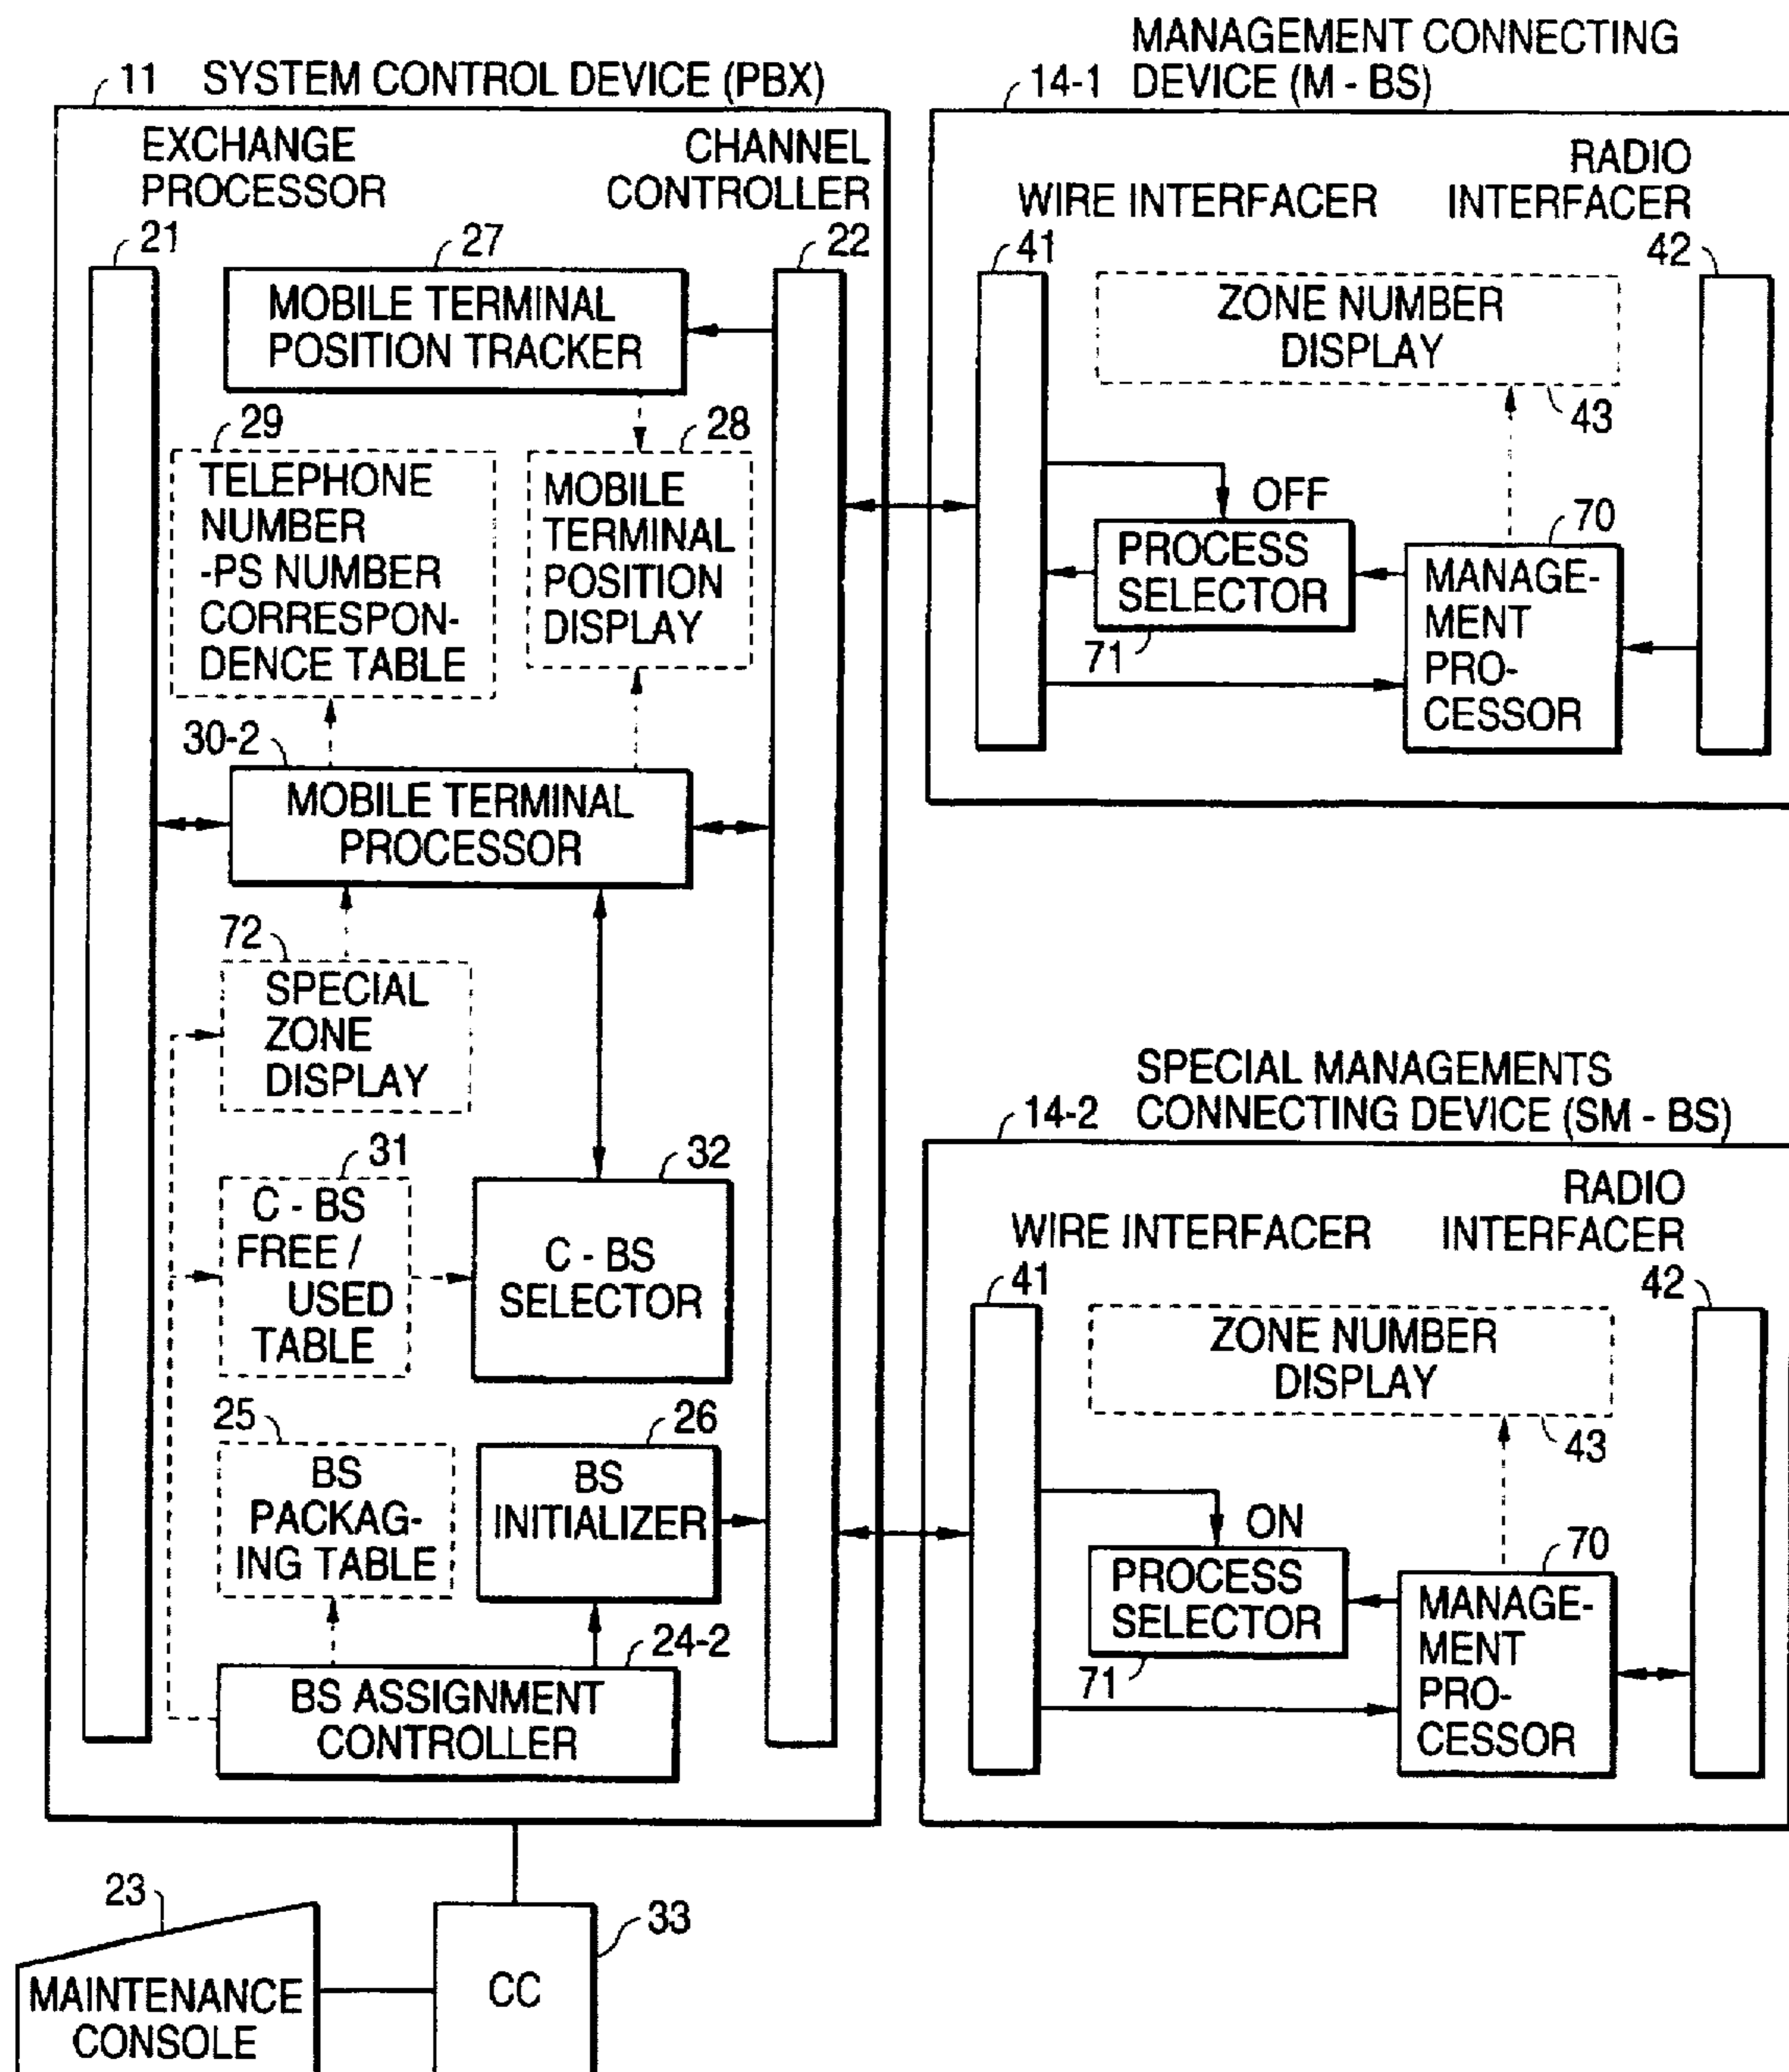 11 SYSTEM CONTROL DEVICE (PBX)
EXCHANGE
PROCESSOR
CHANNEL
CONTROLLER
21
27
22
MOBILE TERMINAL
POSITION TRACKER
29
TELEPHONE
NUMBER
-PS NUMBER
CORRESPON-
DENCE TABLE
28
MOBILE
TERMINAL
POSITION
DISPLAY
30-2
MOBILE TERMINAL
PROCESSOR
72
SPECIAL
ZONE
DISPLAY
31
C - BS
FREE /
USED
TABLE
32
C - BS
SELECTOR
25
BS
PACKAG-
ING TABLE
26
BS
INITIALIZER
24-2
BS ASSIGNMENT
CONTROLLER
23
MAINTENANCE
CONSOLE
33
CC
MANAGEMENT CONNECTING
14-1 DEVICE (M - BS)
RADIO
WIRE INTERFACER INTERFACER
41
42
ZONE NUMBER
DISPLAY
43
OFF
PROCESS
SELECTOR
71
70
MANAGE-
MENT
PRO-
CESSOR
SPECIAL MANAGEMENTS
14-2 CONNECTING DEVICE (SM - BS)
RADIO
WIRE INTERFACER INTERFACER
41
42
ZONE NUMBER
DISPLAY
43
ON
PROCESS
SELECTOR
71
70
MANAGE-
MENT
PRO-
CESSOR